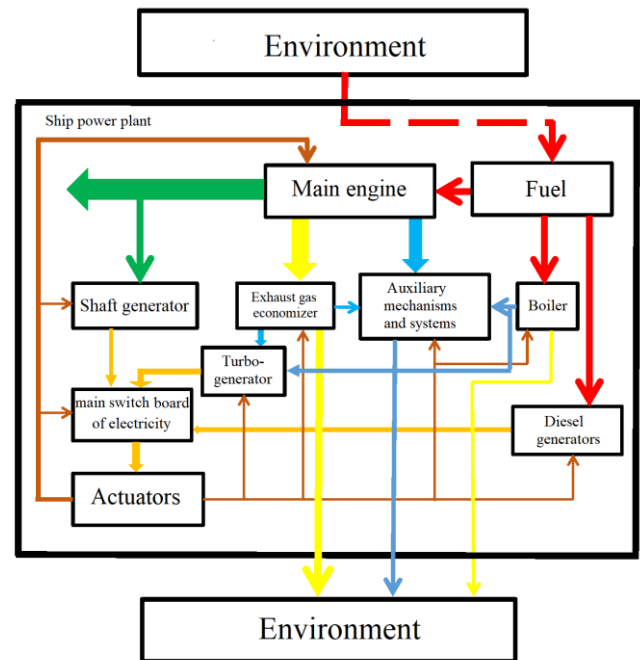 Environment
Ship power plant
Main engine
Fuel
Shaft generator
Exhaust gas
economizer
Auxiliary
mechanisms
and systems
Boiler
Turbo-
generator
main switch board
of electricity
Diesel
generators
Actuators
Environment